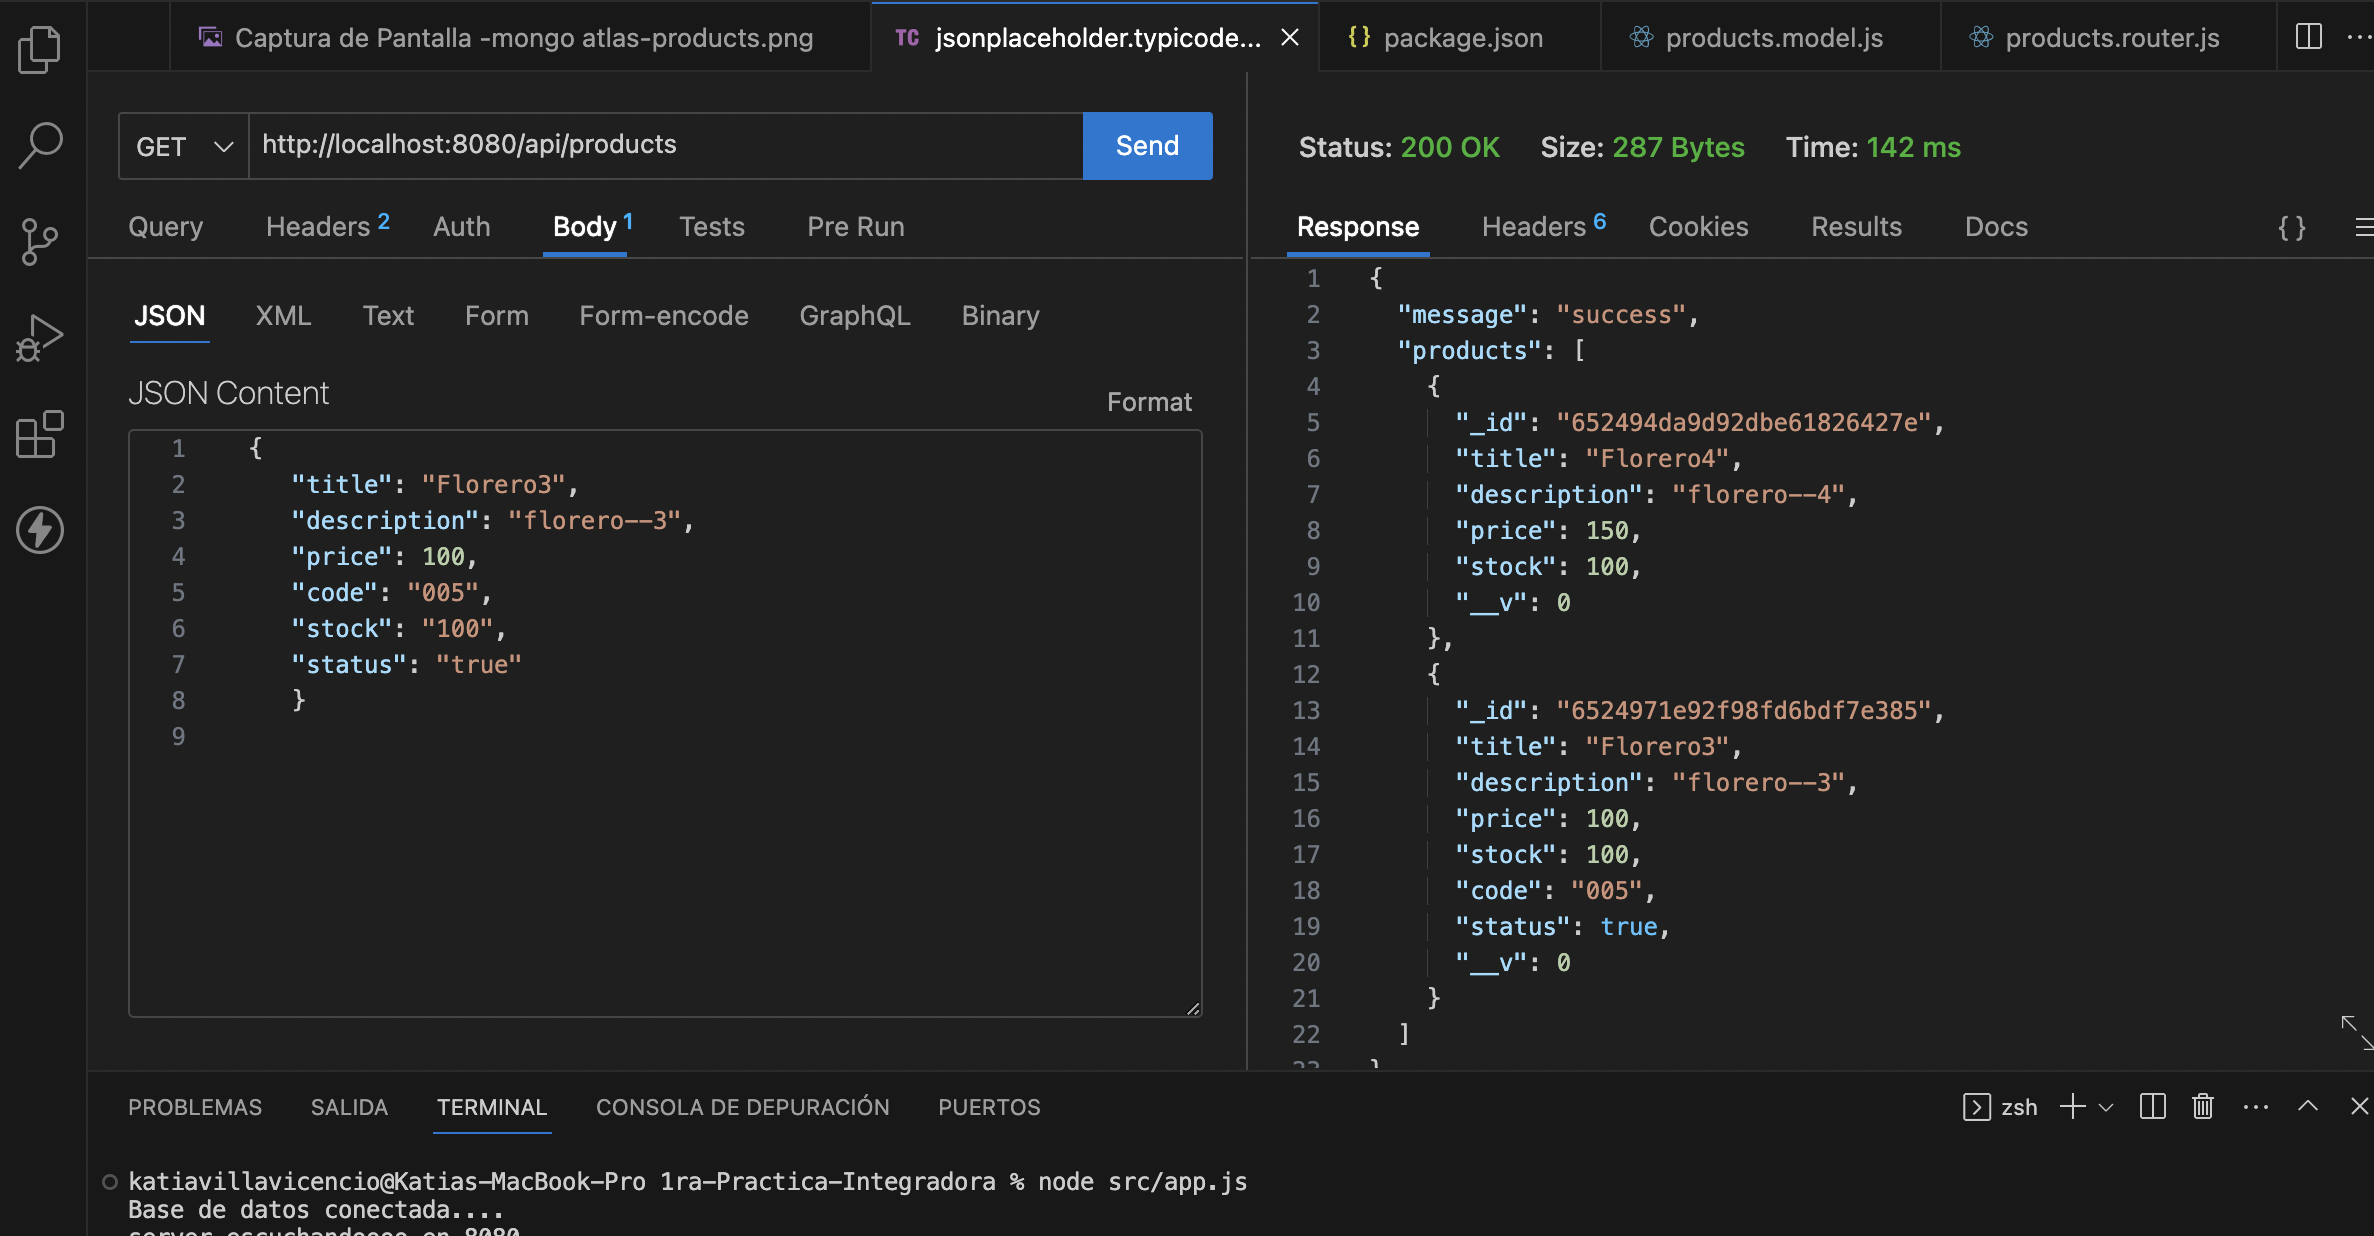 Captura de Pantalla -mongo atlas-products.png
TC jsonplaceholder.typicode...
{} package.json
products.model.js
products.router.js
GET
http://localhost:8080/api/products
Send
Query
Headers 2
Auth
Body 1
Tests
Pre Run
JSON
XML
Text
Form
Form-encode
GraphQL
Binary
JSON Content
Format
1 {
2 "title": "Florero3",
3 "description": "florero--3",
4 "price": 100,
5 "code": "005",
6 "stock": "100",
7 "status": "true"
8 }
9
Status: 200 OK Size: 287 Bytes Time: 142 ms
Response
Headers 6
Cookies
Results
Docs
{}
1 {
2 "message": "success",
3 "products": [
4 {
5 "_id": "652494da9d92dbe61826427e",
6 "title": "Florero4",
7 "description": "florero--4",
8 "price": 150,
9 "stock": 100,
10 "__v": 0
11 },
12 {
13 "_id": "6524971e92f98fd6bdf7e385",
14 "title": "Florero3",
15 "description": "florero--3",
16 "price": 100,
17 "stock": 100,
18 "code": "005",
19 "status": true,
20 "__v": 0
21 }
22 ]
23 }
PROBLEMAS
SALIDA
TERMINAL
CONSOLA DE DEPURACIÓN
PUERTOS
zsh
katiavillavicencio@Katias-MacBook-Pro 1ra-Practica-Integradora % node src/app.js
Base de datos conectada....
en 8080